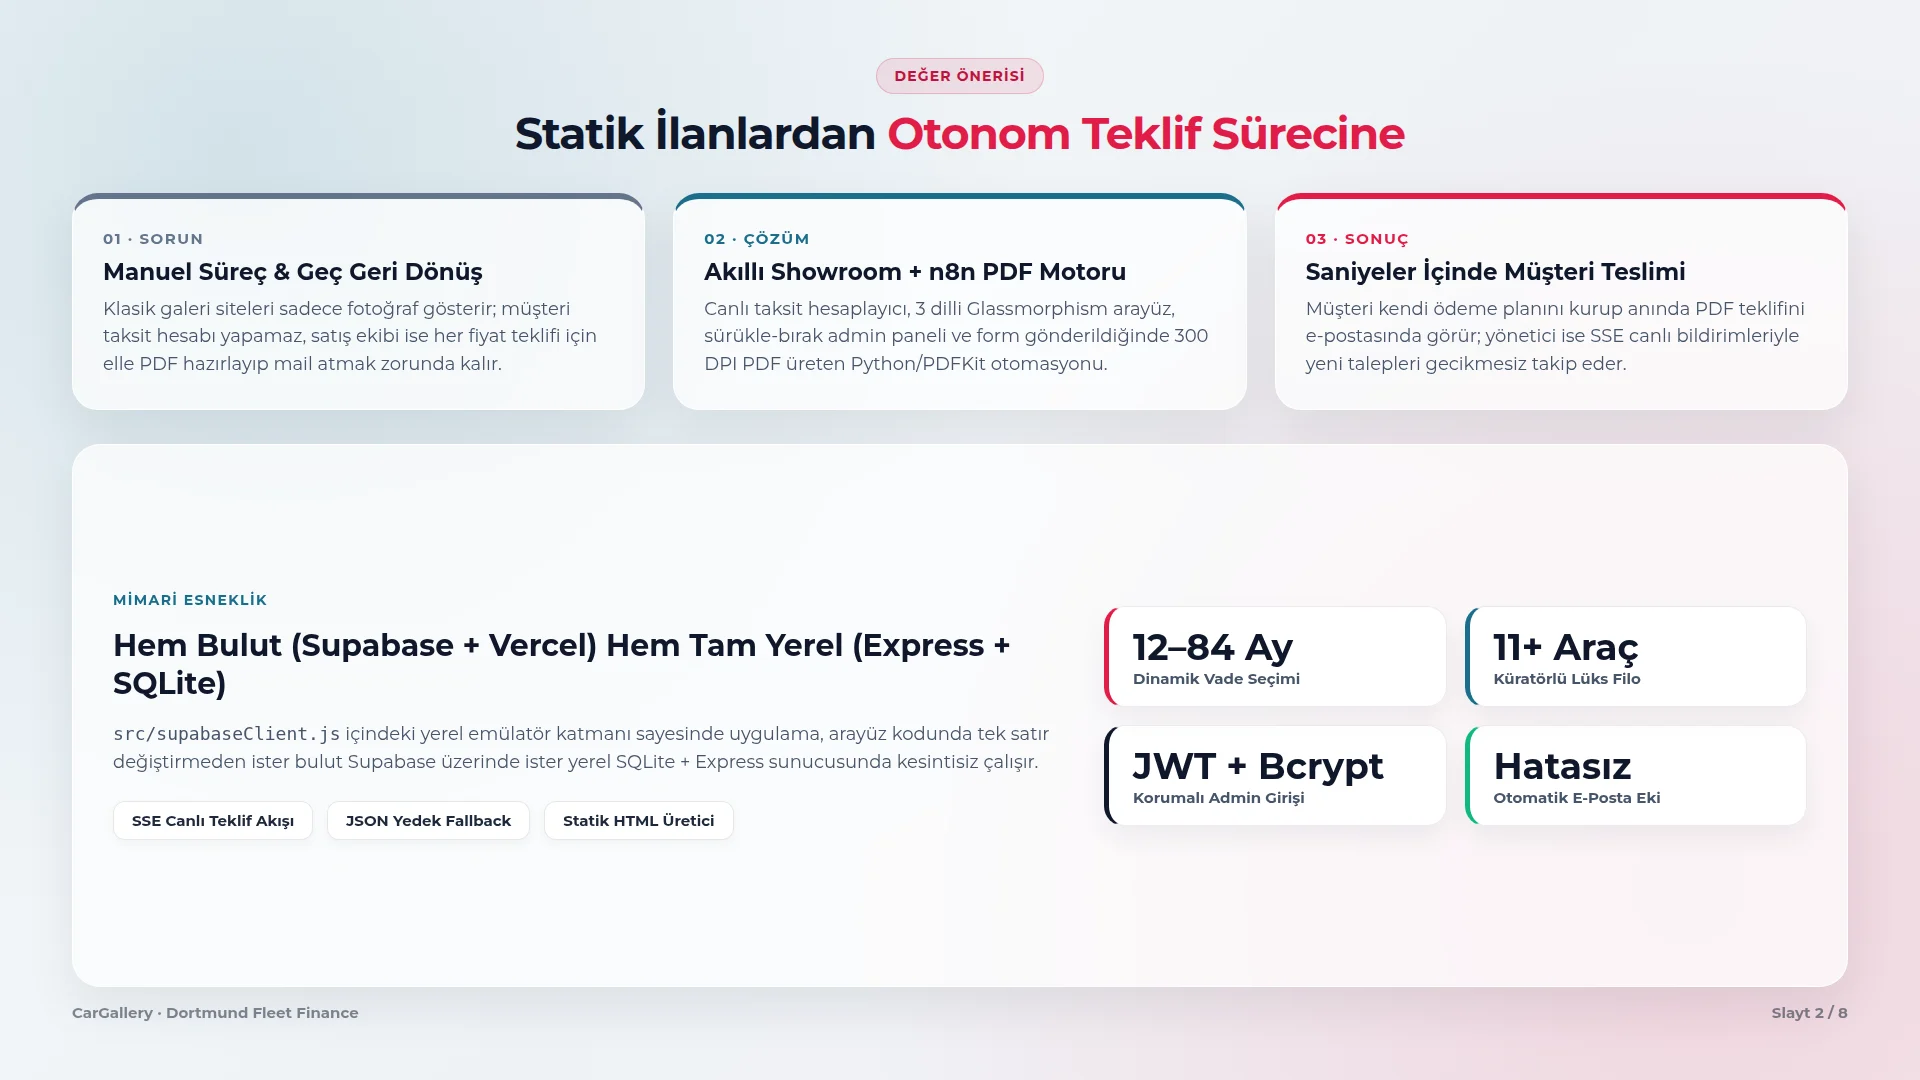 DEĞER ÖNERİSİ
Statik İlanlardan Otonom Teklif Sürecine
01 · SORUN
Manuel Süreç & Geç Geri Dönüş
Klasik galeri siteleri sadece fotoğraf gösterir; müşteri
taksit hesabı yapamaz, satış ekibi ise her fiyat teklifi için
elle PDF hazırlayıp mail atmak zorunda kalır.
02 · ÇÖZÜM
Akıllı Showroom + n8n PDF Motoru
Canlı taksit hesaplayıcı, 3 dilli Glassmorphism arayüz,
sürükle-bırak admin paneli ve form gönderildiğinde 300
DPI PDF üreten Python/PDFKit otomasyonu.
03 · SONUÇ
Saniyeler İçinde Müşteri Teslimi
Müşteri kendi ödeme planını kurup anında PDF teklifini
e-postasında görür; yönetici ise SSE canlı bildirimleriyle
yeni talepleri gecikmesiz takip eder.
MİMARİ ESNEKLİK
Hem Bulut (Supabase + Vercel) Hem Tam Yerel (Express +
SQLite)
src/supabaseClient.js içindeki yerel emülatör katmanı sayesinde uygulama, arayüz kodunda tek satır
değiştirmeden ister bulut Supabase üzerinde ister yerel SQLite + Express sunucusunda kesintisiz çalışır.
SSE Canlı Teklif Akışı
JSON Yedek Fallback
Statik HTML Üretici
12–84 Ay
Dinamik Vade Seçimi
11+ Araç
Küratörlü Lüks Filo
JWT + Bcrypt
Korumalı Admin Girişi
Hatasız
Otomatik E-Posta Eki
CarGallery · Dortmund Fleet Finance
Slayt 2 / 8